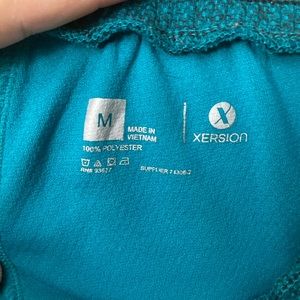 M
MADE IN
VIETNAM
100% POLYESTER
XERSION